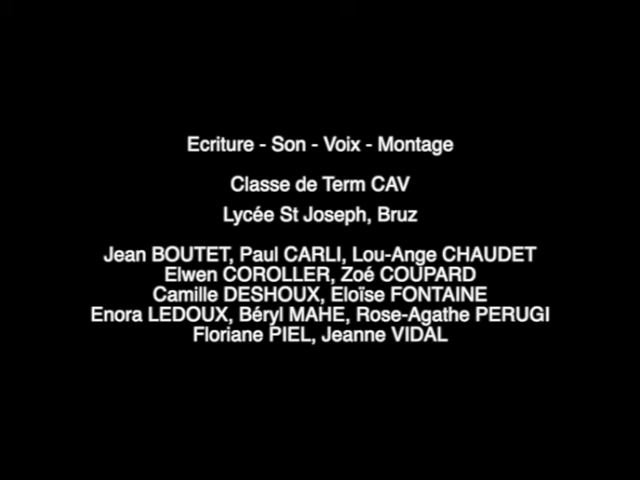 Ecriture - Son - Voix - Montage
Classe de Term CAV
Lycée St Joseph, Bruz
Jean BOUTET, Paul CARLI, Lou-Ange CHAUDET
Elwen COROLLER, Zoé COUPARD
Camille DESHOUX, Eloïse FONTAINE
Enora LEDOUX, Béryl MAHE, Rose-Agathe PERUGI
Floriane PIEL, Jeanne VIDAL